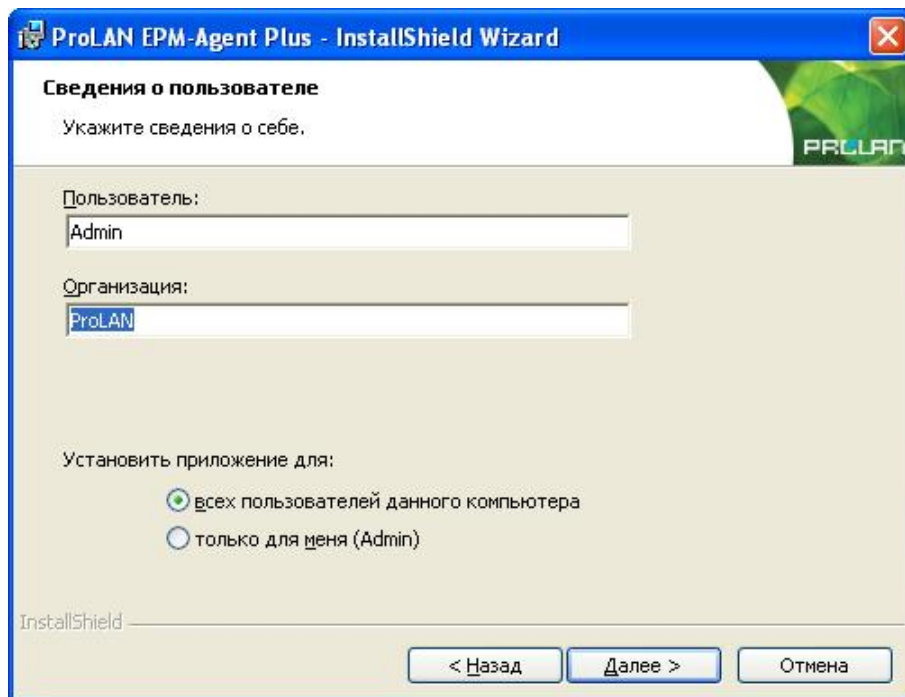 ProLAN EPM-Agent Plus - InstallShield Wizard
Сведения о пользователе
Укажите сведения о себе.
PROLAN
Пользователь:
Admin
Организация:
ProLAN
Установить приложение для:
всех пользователей данного компьютера
только для меня (Admin)
InstallShield
< Назад
Далее >
Отмена